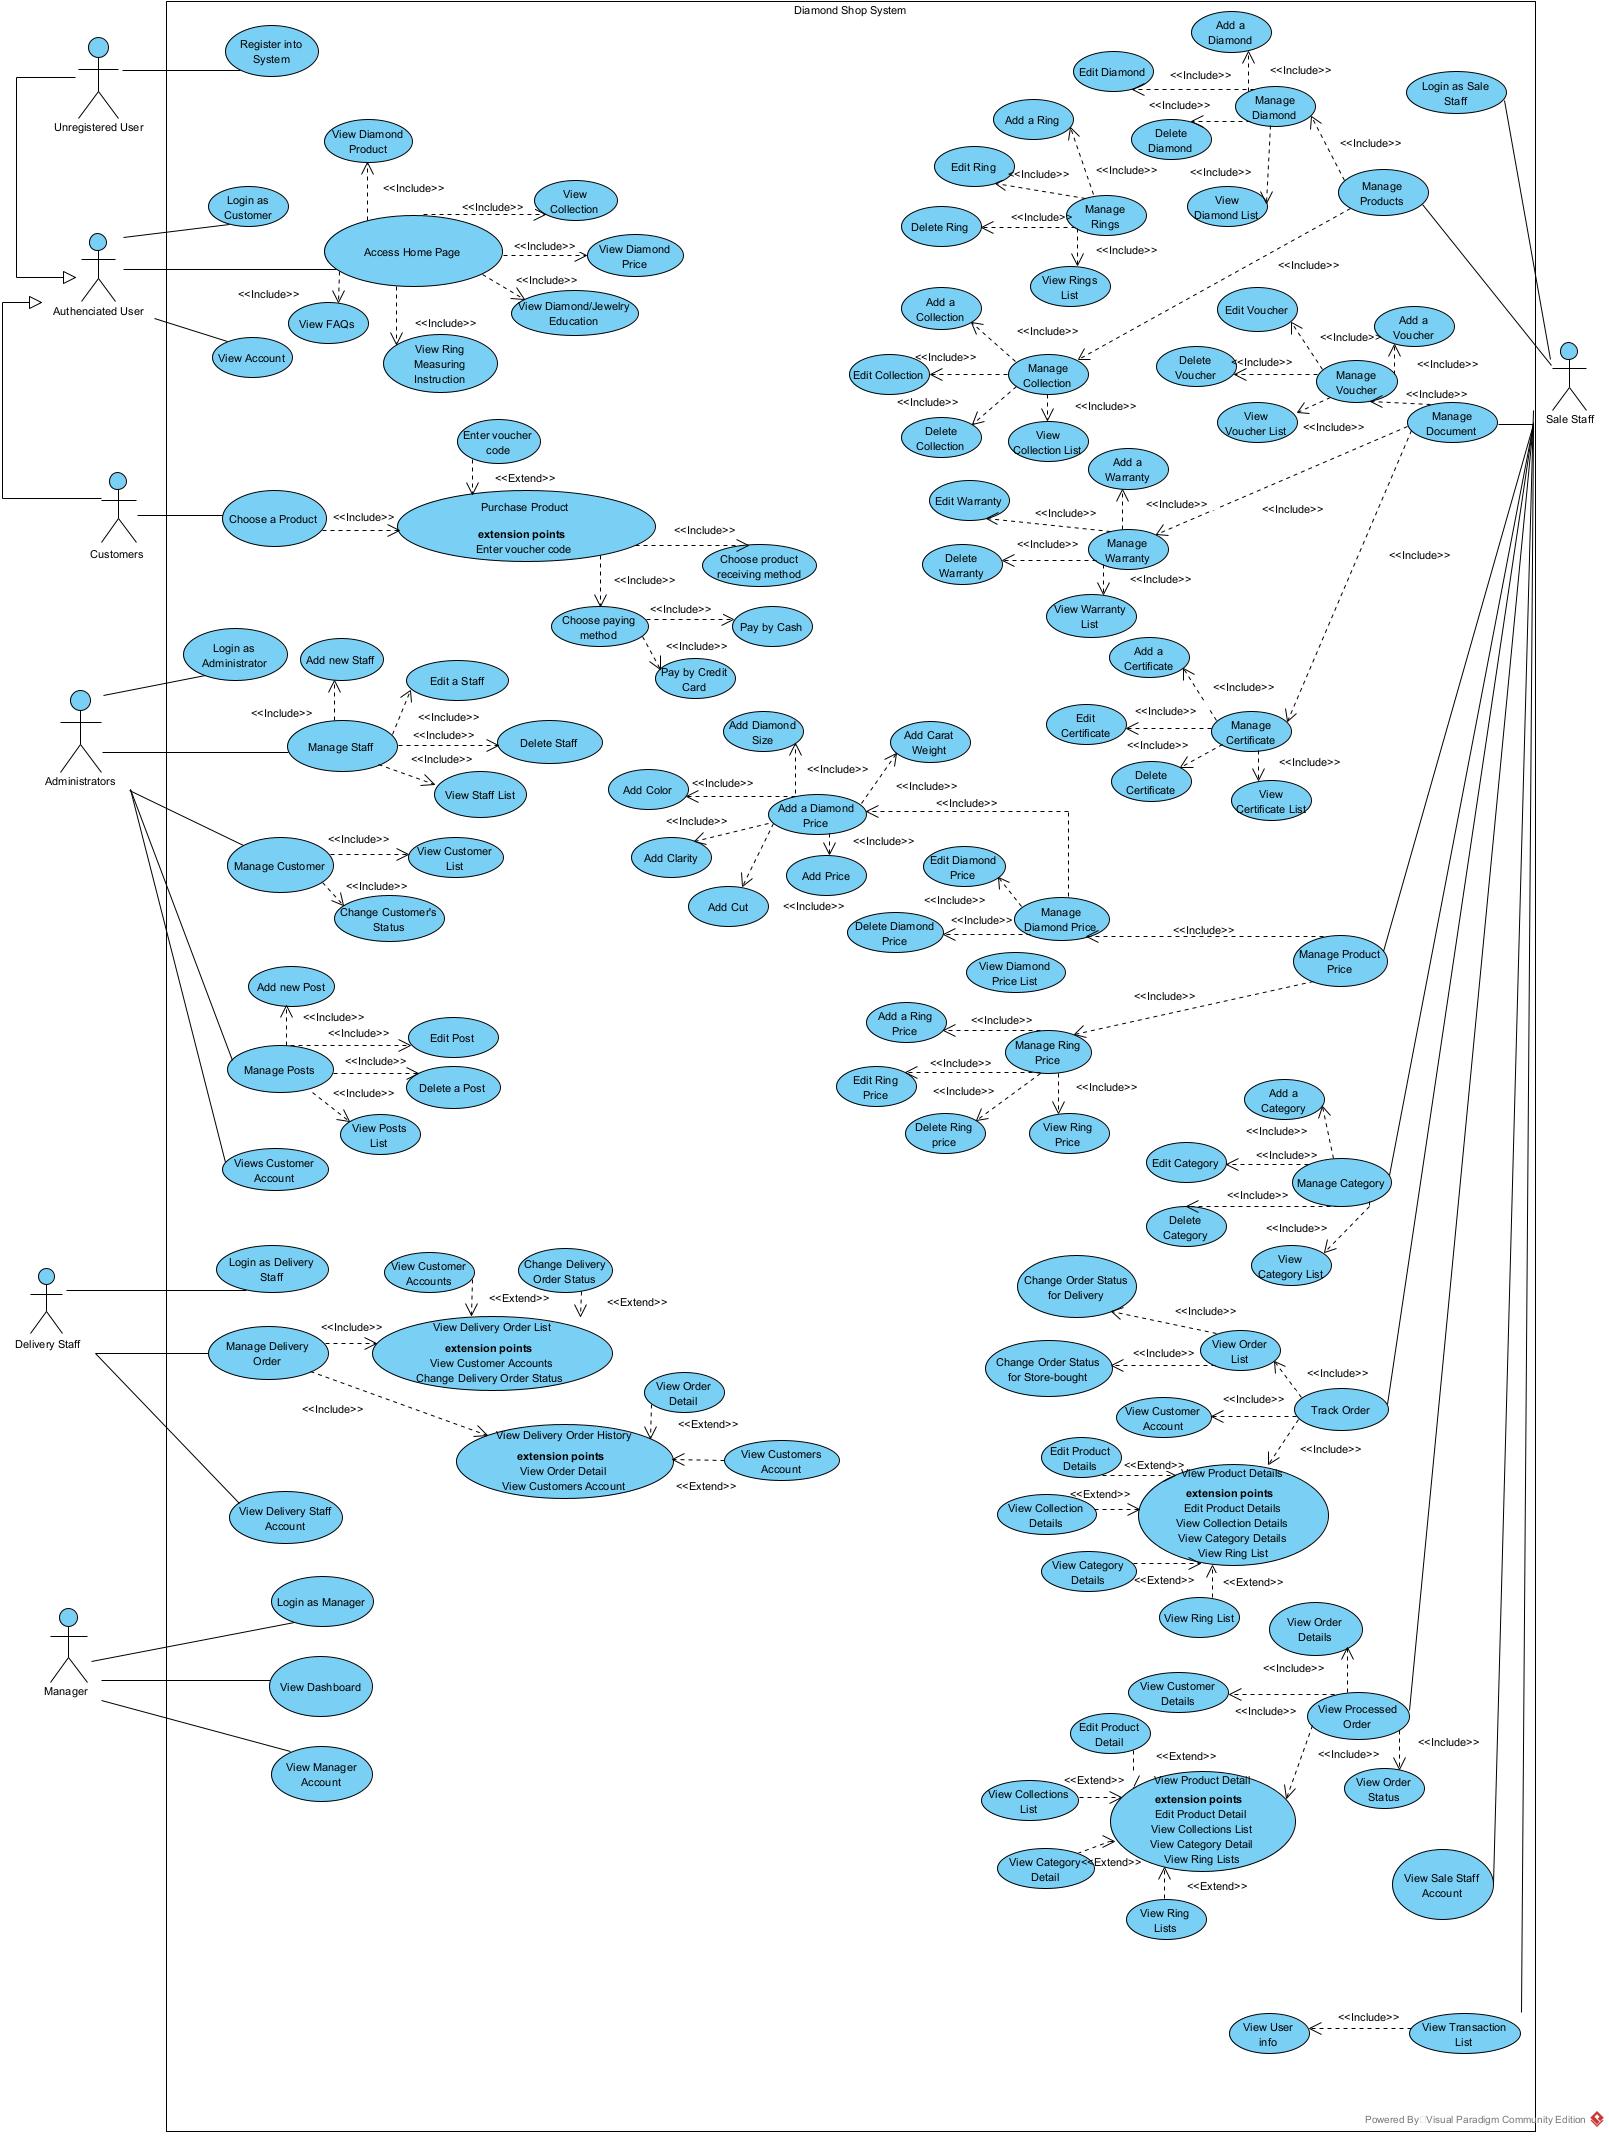 Diamond Shop System
Unregistered User
Register into
System
View Diamond
Product
<<Include>>
Login as
Customer
<<Include>>
View
Collection
Access Home Page
<<Include>>
View Diamond
Price
<<Include>>
View Diamond/Jewelry
Education
Authenciated User
<<Include>>
View FAQs
<<Include>>
View Ring
Measuring
Instruction
View Account
Enter voucher
code
<<Extend>>
Customers
Choose a Product
<<Include>>
Purchase Product
extension points
Enter voucher code
<<Include>>
Choose product
receiving method
<<Include>>
Choose paying
method
<<Include>>
Pay by Cash
<<Include>>
Pay by Credit
Card
Administrators
Login as
Administrator
Add new Staff
Edit a Staff
<<Include>>
<<Include>>
Manage Staff
<<Include>>
Delete Staff
<<Include>>
View Staff List
Manage Customer
<<Include>>
View Customer
List
<<Include>>
Change Customer's
Status
Add new Post
<<Include>>
<<Include>>
Edit Post
Manage Posts
<<Include>>
Delete a Post
<<Include>>
View Posts
List
Views Customer
Account
Delivery Staff
Login as Delivery
Staff
View Customer
Accounts
Change Delivery
Order Status
<<Extend>>
<<Extend>>
Manage Delivery
Order
<<Include>>
View Delivery Order List
extension points
View Customer Accounts
Change Delivery Order Status
<<Include>>
View Order
Detail
<<Extend>>
View Delivery Order History
extension points
View Order Detail
View Customers Account
View Customers
Account
<<Extend>>
View Delivery Staff
Account
Manager
Login as Manager
View Dashboard
View Manager
Account
Add a
Diamond
Edit Diamond
<<Include>>
<<Include>>
Manage
Diamond
<<Include>>
Delete
Diamond
<<Include>>
View
Diamond List
<<Include>>
Manage
Products
Login as Sale
Staff
Add a Ring
Edit Ring
<<Include>>
<<Include>>
Delete Ring
<<Include>>
Manage
Rings
<<Include>>
View Rings
List
<<Include>>
Add a
Collection
<<Include>>
Edit Collection
<<Include>>
Manage
Collection
<<Include>>
Delete
Collection
<<Include>>
View
Collection List
Edit Voucher
Add a
Voucher
<<Include>>
Delete
Voucher
<<Include>>
<<Include>>
Manage
Voucher
View
Voucher List
<<Include>>
<<Include>>
Manage
Document
Sale Staff
Add a
Warranty
Edit Warranty
<<Include>>
<<Include>>
<<Include>>
Delete
Warranty
<<Include>>
Manage
Warranty
<<Include>>
View Warranty
List
<<Include>>
Add a
Certificate
<<Include>>
Edit
Certificate
<<Include>>
Manage
Certificate
<<Include>>
Delete
Certificate
<<Include>>
View
Certificate List
Add Diamond
Size
Add Carat
Weight
<<Include>>
Add Color
<<Include>>
<<Include>>
Add a Diamond
Price
<<Include>>
<<Include>>
Add Clarity
<<Include>>
Add Price
Add Cut
<<Include>>
Edit Diamond
Price
<<Include>>
Delete Diamond
Price
<<Include>>
Manage
Diamond Price
<<Include>>
Manage Product
Price
View Diamond
Price List
<<Include>>
Add a Ring
Price
<<Include>>
Manage Ring
Price
Edit Ring
Price
<<Include>>
<<Include>>
<<Include>>
Delete Ring
price
View Ring
Price
Add a
Category
<<Include>>
Edit Category
<<Include>>
Manage Category
<<Include>>
Delete
Category
<<Include>>
View
Category List
Change Order Status
for Delivery
<<Include>>
Change Order Status
for Store-bought
<<Include>>
View Order
List
<<Include>>
View Customer
Account
<<Include>>
Track Order
<<Include>>
Edit Product
Details
<<Extend>>
View Collection
Details
<<Extend>>
View Product Details
extension points
Edit Product Details
View Collection Details
View Category Details
View Ring List
View Category
Details
<<Extend>>
<<Extend>>
View Ring List
View Order
Details
<<Include>>
View Customer
Details
<<Include>>
View Processed
Order
<<Include>>
<<Include>>
View Order
Status
Edit Product
Detail
<<Extend>>
View Collections
List
<<Extend>>
View Product Detail
extension points
Edit Product Detail
View Collections List
View Category Detail
View Ring Lists
View Category
Detail
<<Extend>>
<<Extend>>
View Ring
Lists
View Sale Staff
Account
View User
info
<<Include>>
View Transaction
List
Powered By: Visual Paradigm Community Edition